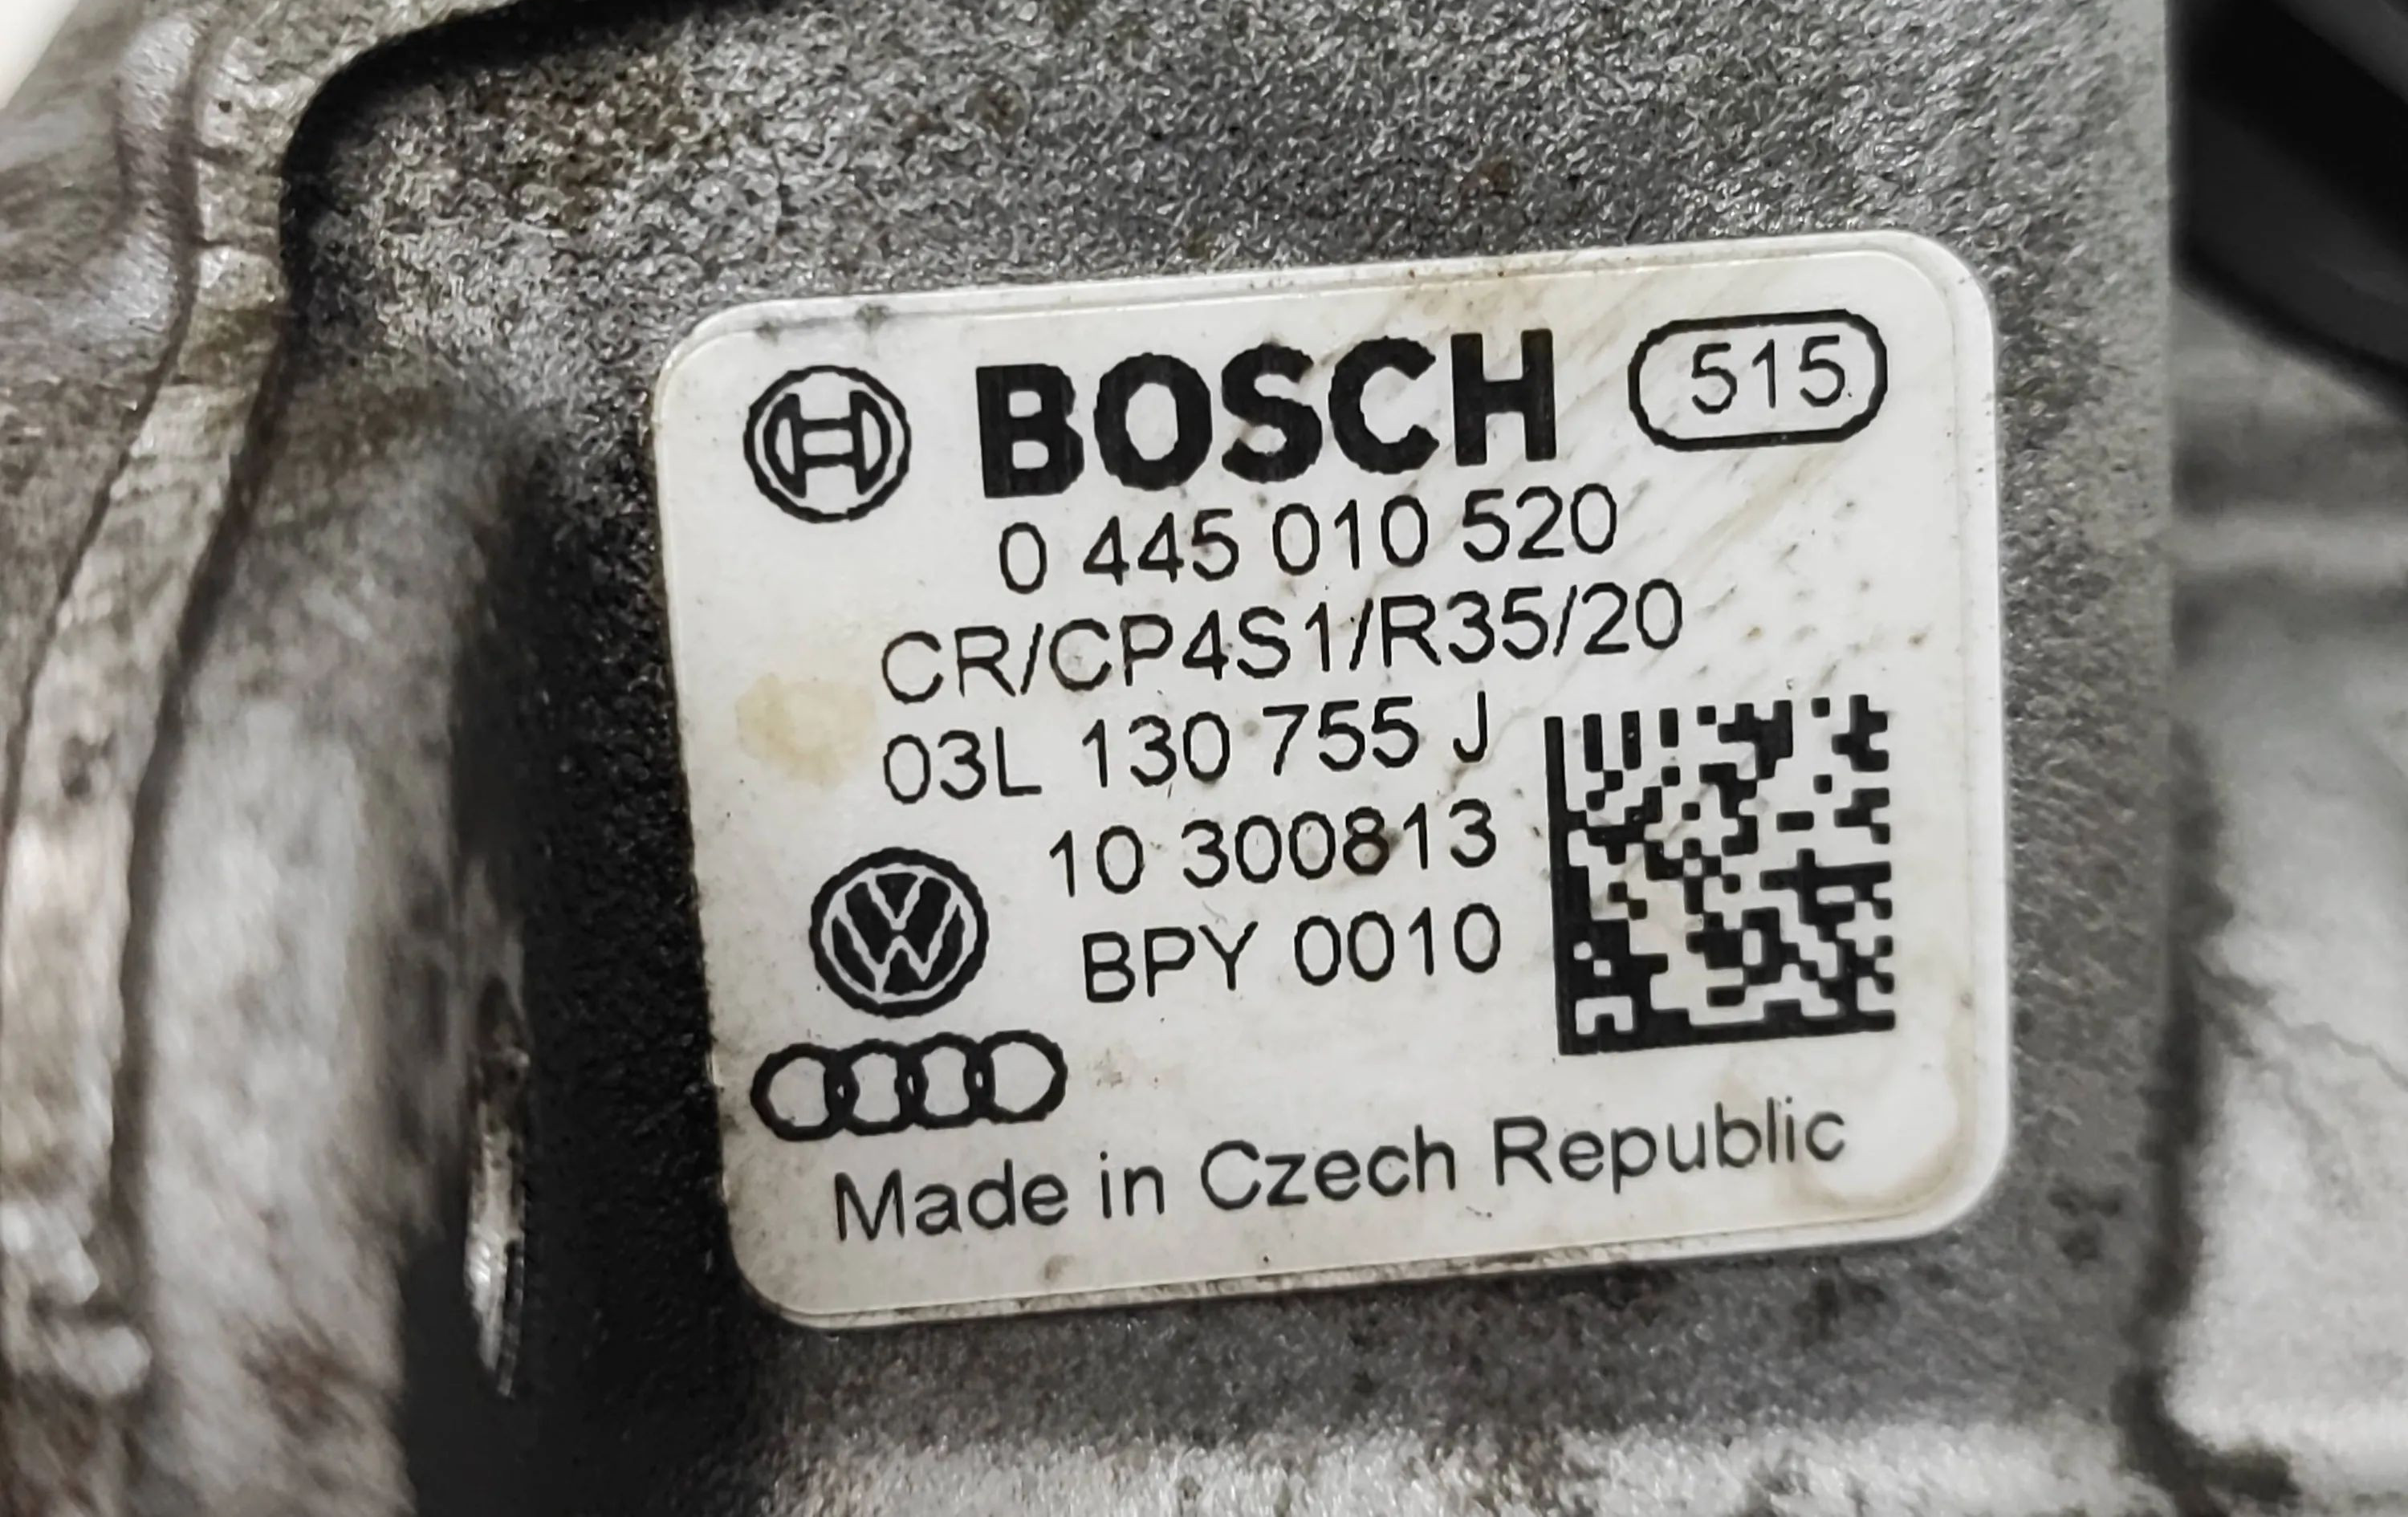 BOSCH 515
0 445 010 520
CR/CP4S1/R35/20
03L 130 755 J
10 300813
BPY 0010
Made in Czech Republic